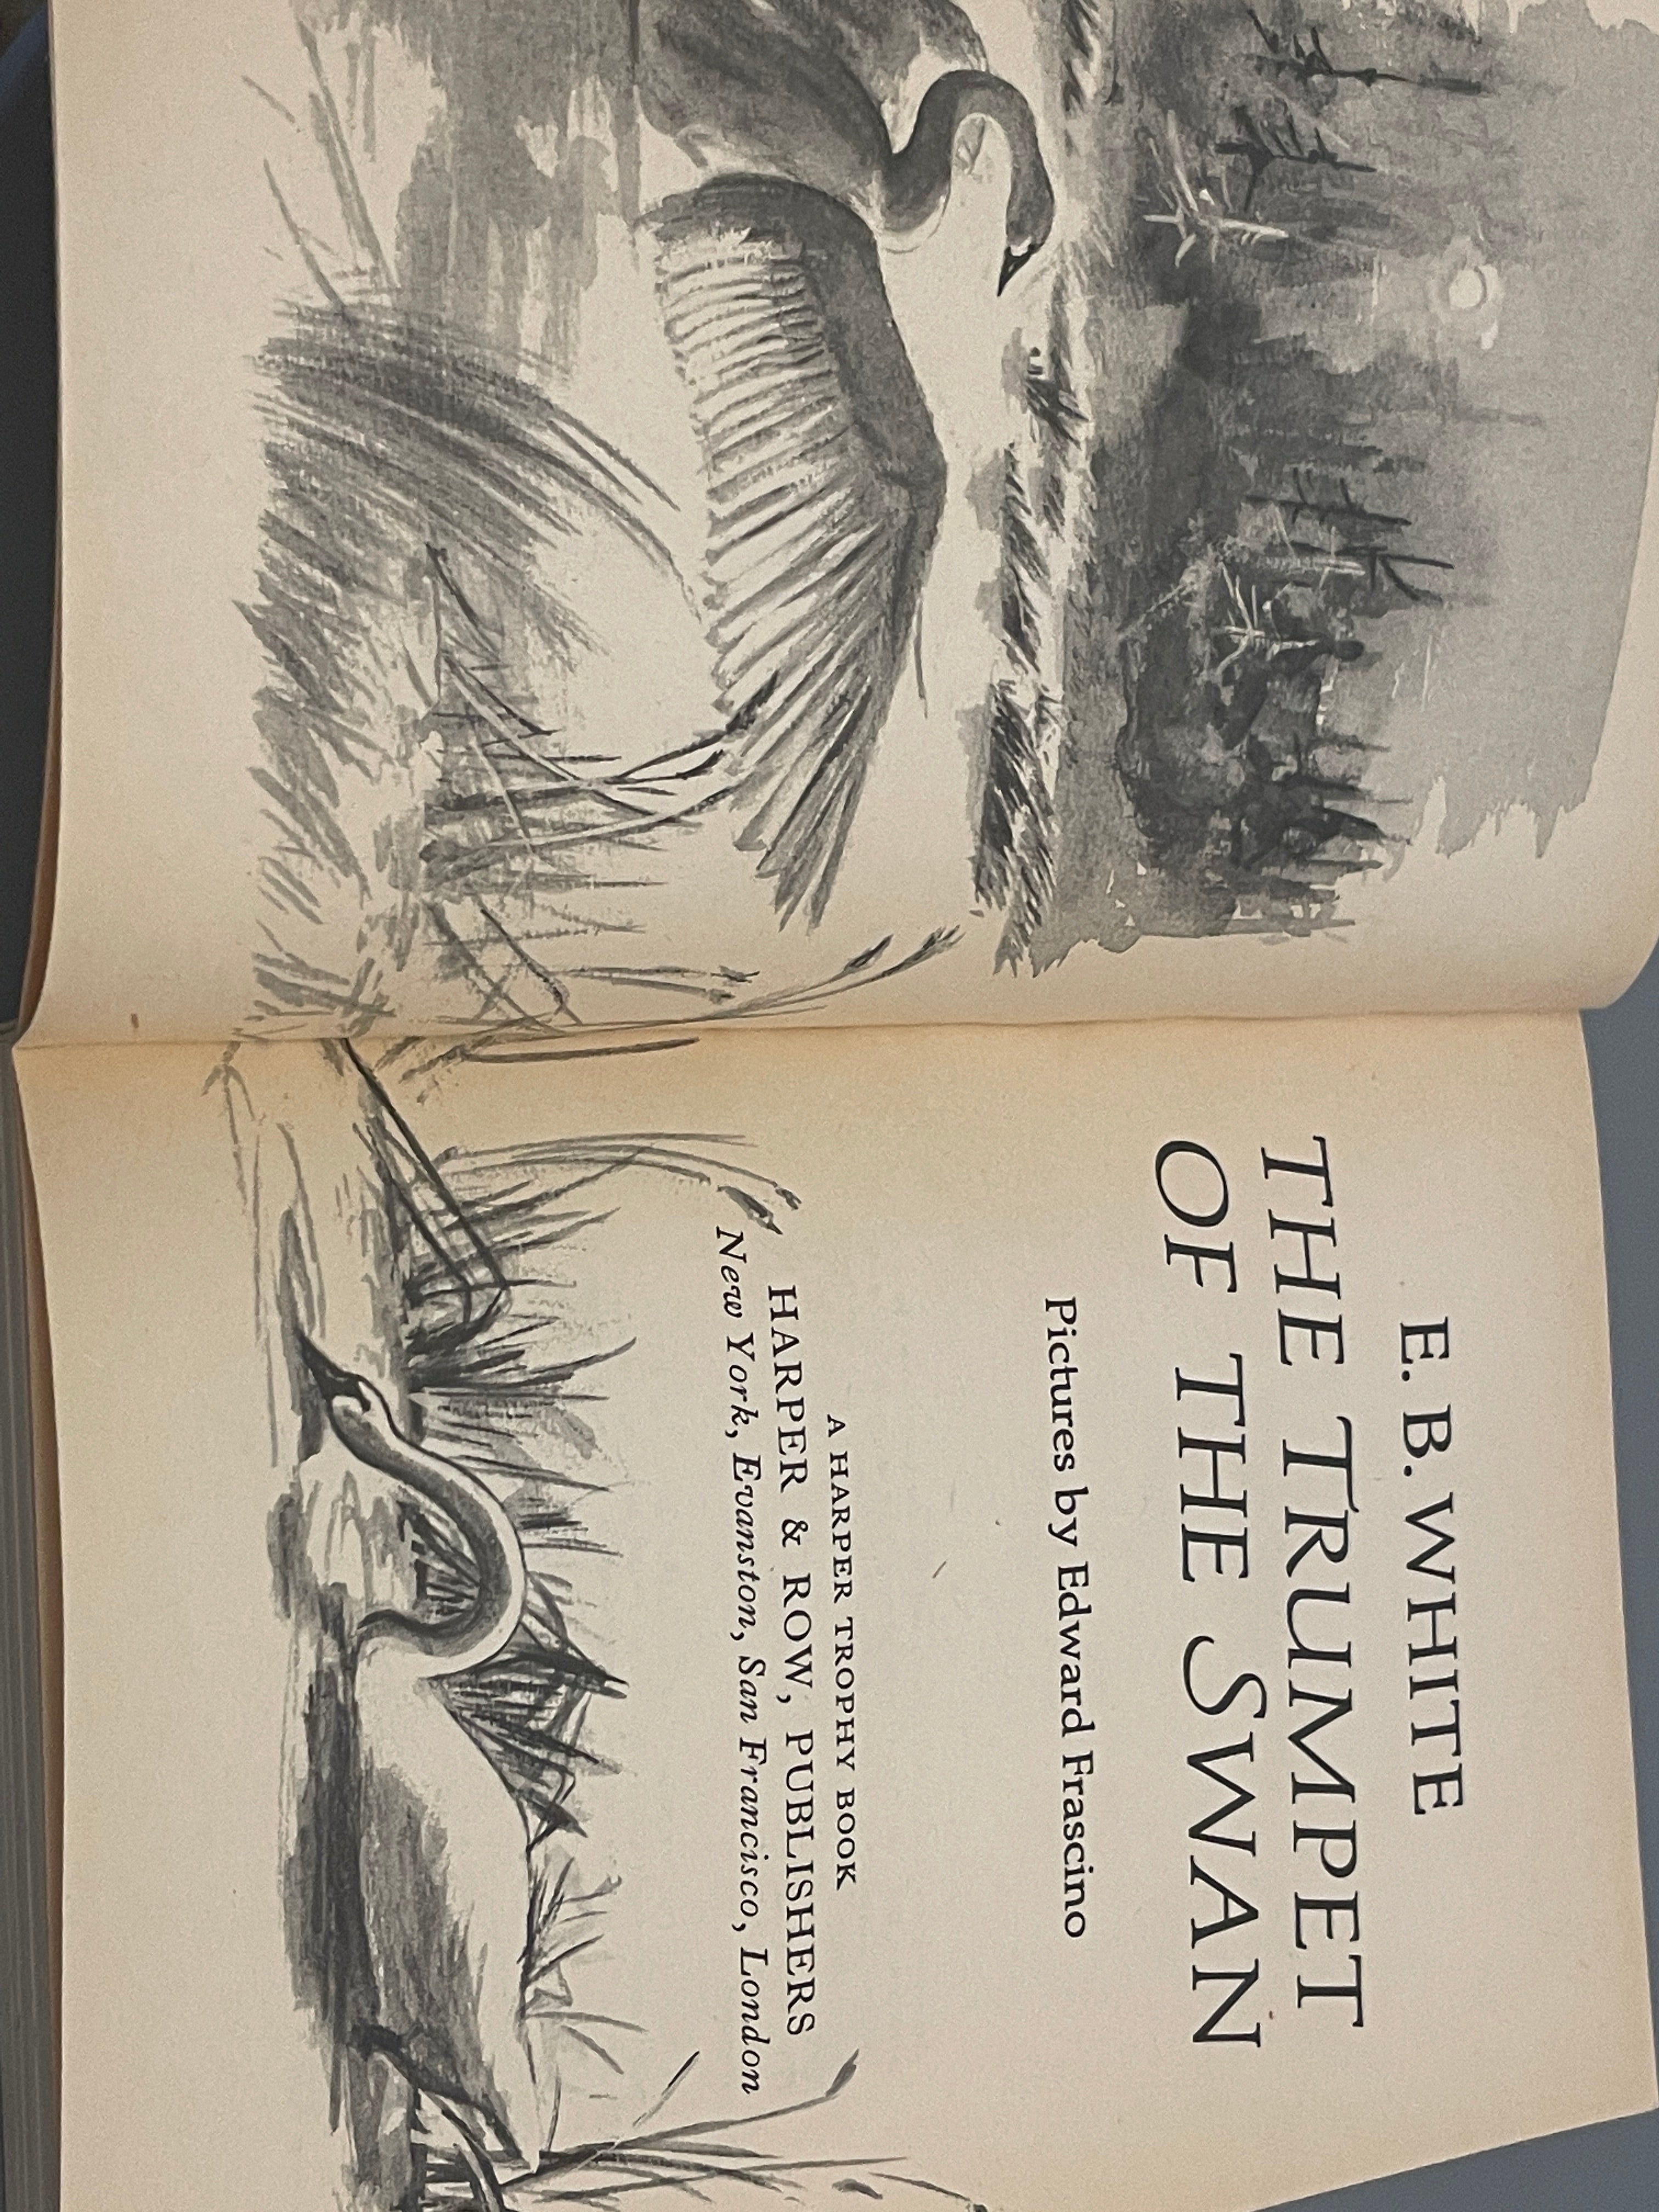 E. B. WHITE
THE TRUMPET
OF THE SWAN
Pictures by Edward Frascino
A HARPER TROPHY BOOK
HARPER & ROW, PUBLISHERS
New York, Evanston, San Francisco, London